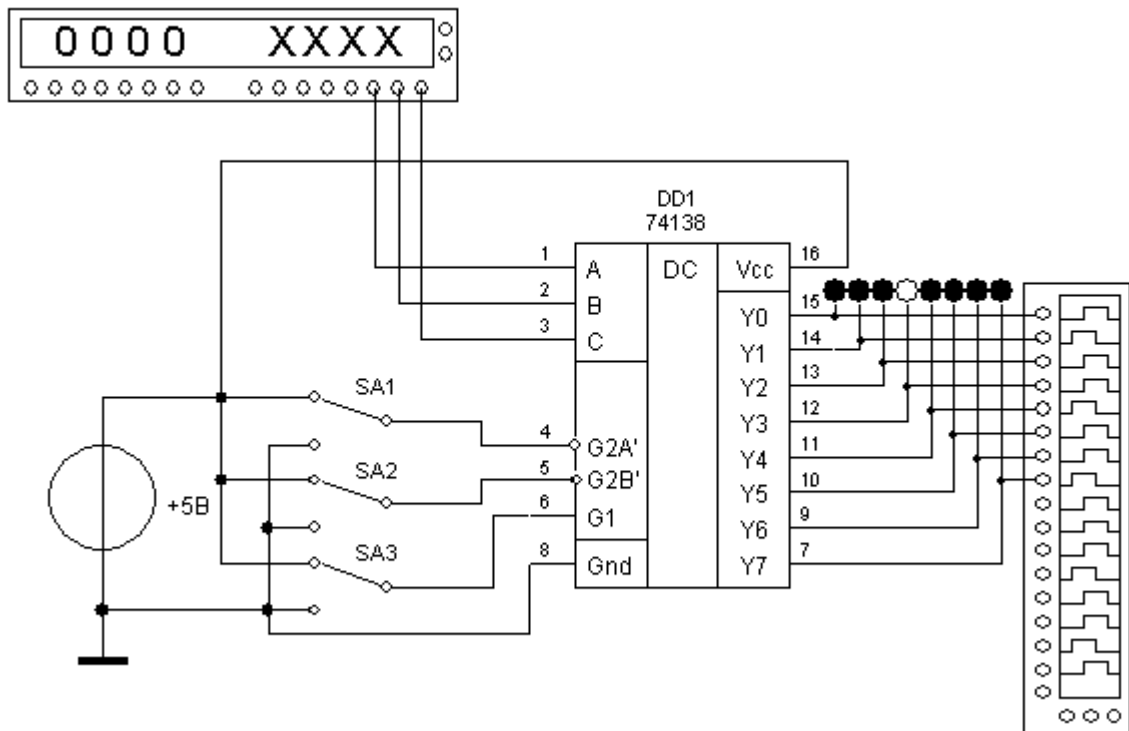 0000 XXXX
DD1
74138
1 A DC Vcc 16
2 B Y0 15
3 C Y1 14
Y2 13
SA1 Y3 12
4 G2A' Y4 11
SA2 5 G2B' Y5 10
+5В 6 G1 Y6 9
SA3 8 Gnd Y7 7